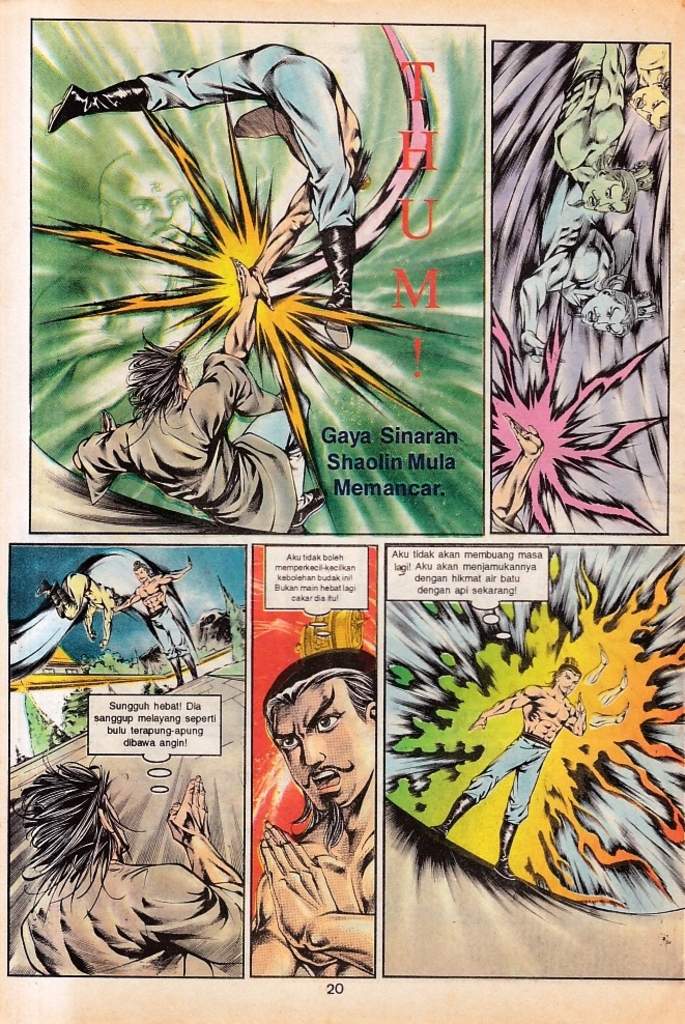 THUM!
Gaya Sinaran
Shaolin Mula
Memancar.
Sungguh hebat! Dia
sanggup melayang seperti
bulu terapung-apung
dibawa angin!
Aku tidak boleh
memperkecil-kecilkan
kebolehan budak ini!
Bukan main hebat lagi
cakar dia itu!
Aku tidak akan membuang masa
lagi! Aku akan menjamukannya
dengan hikmat air batu
dengan api sekarang!
20